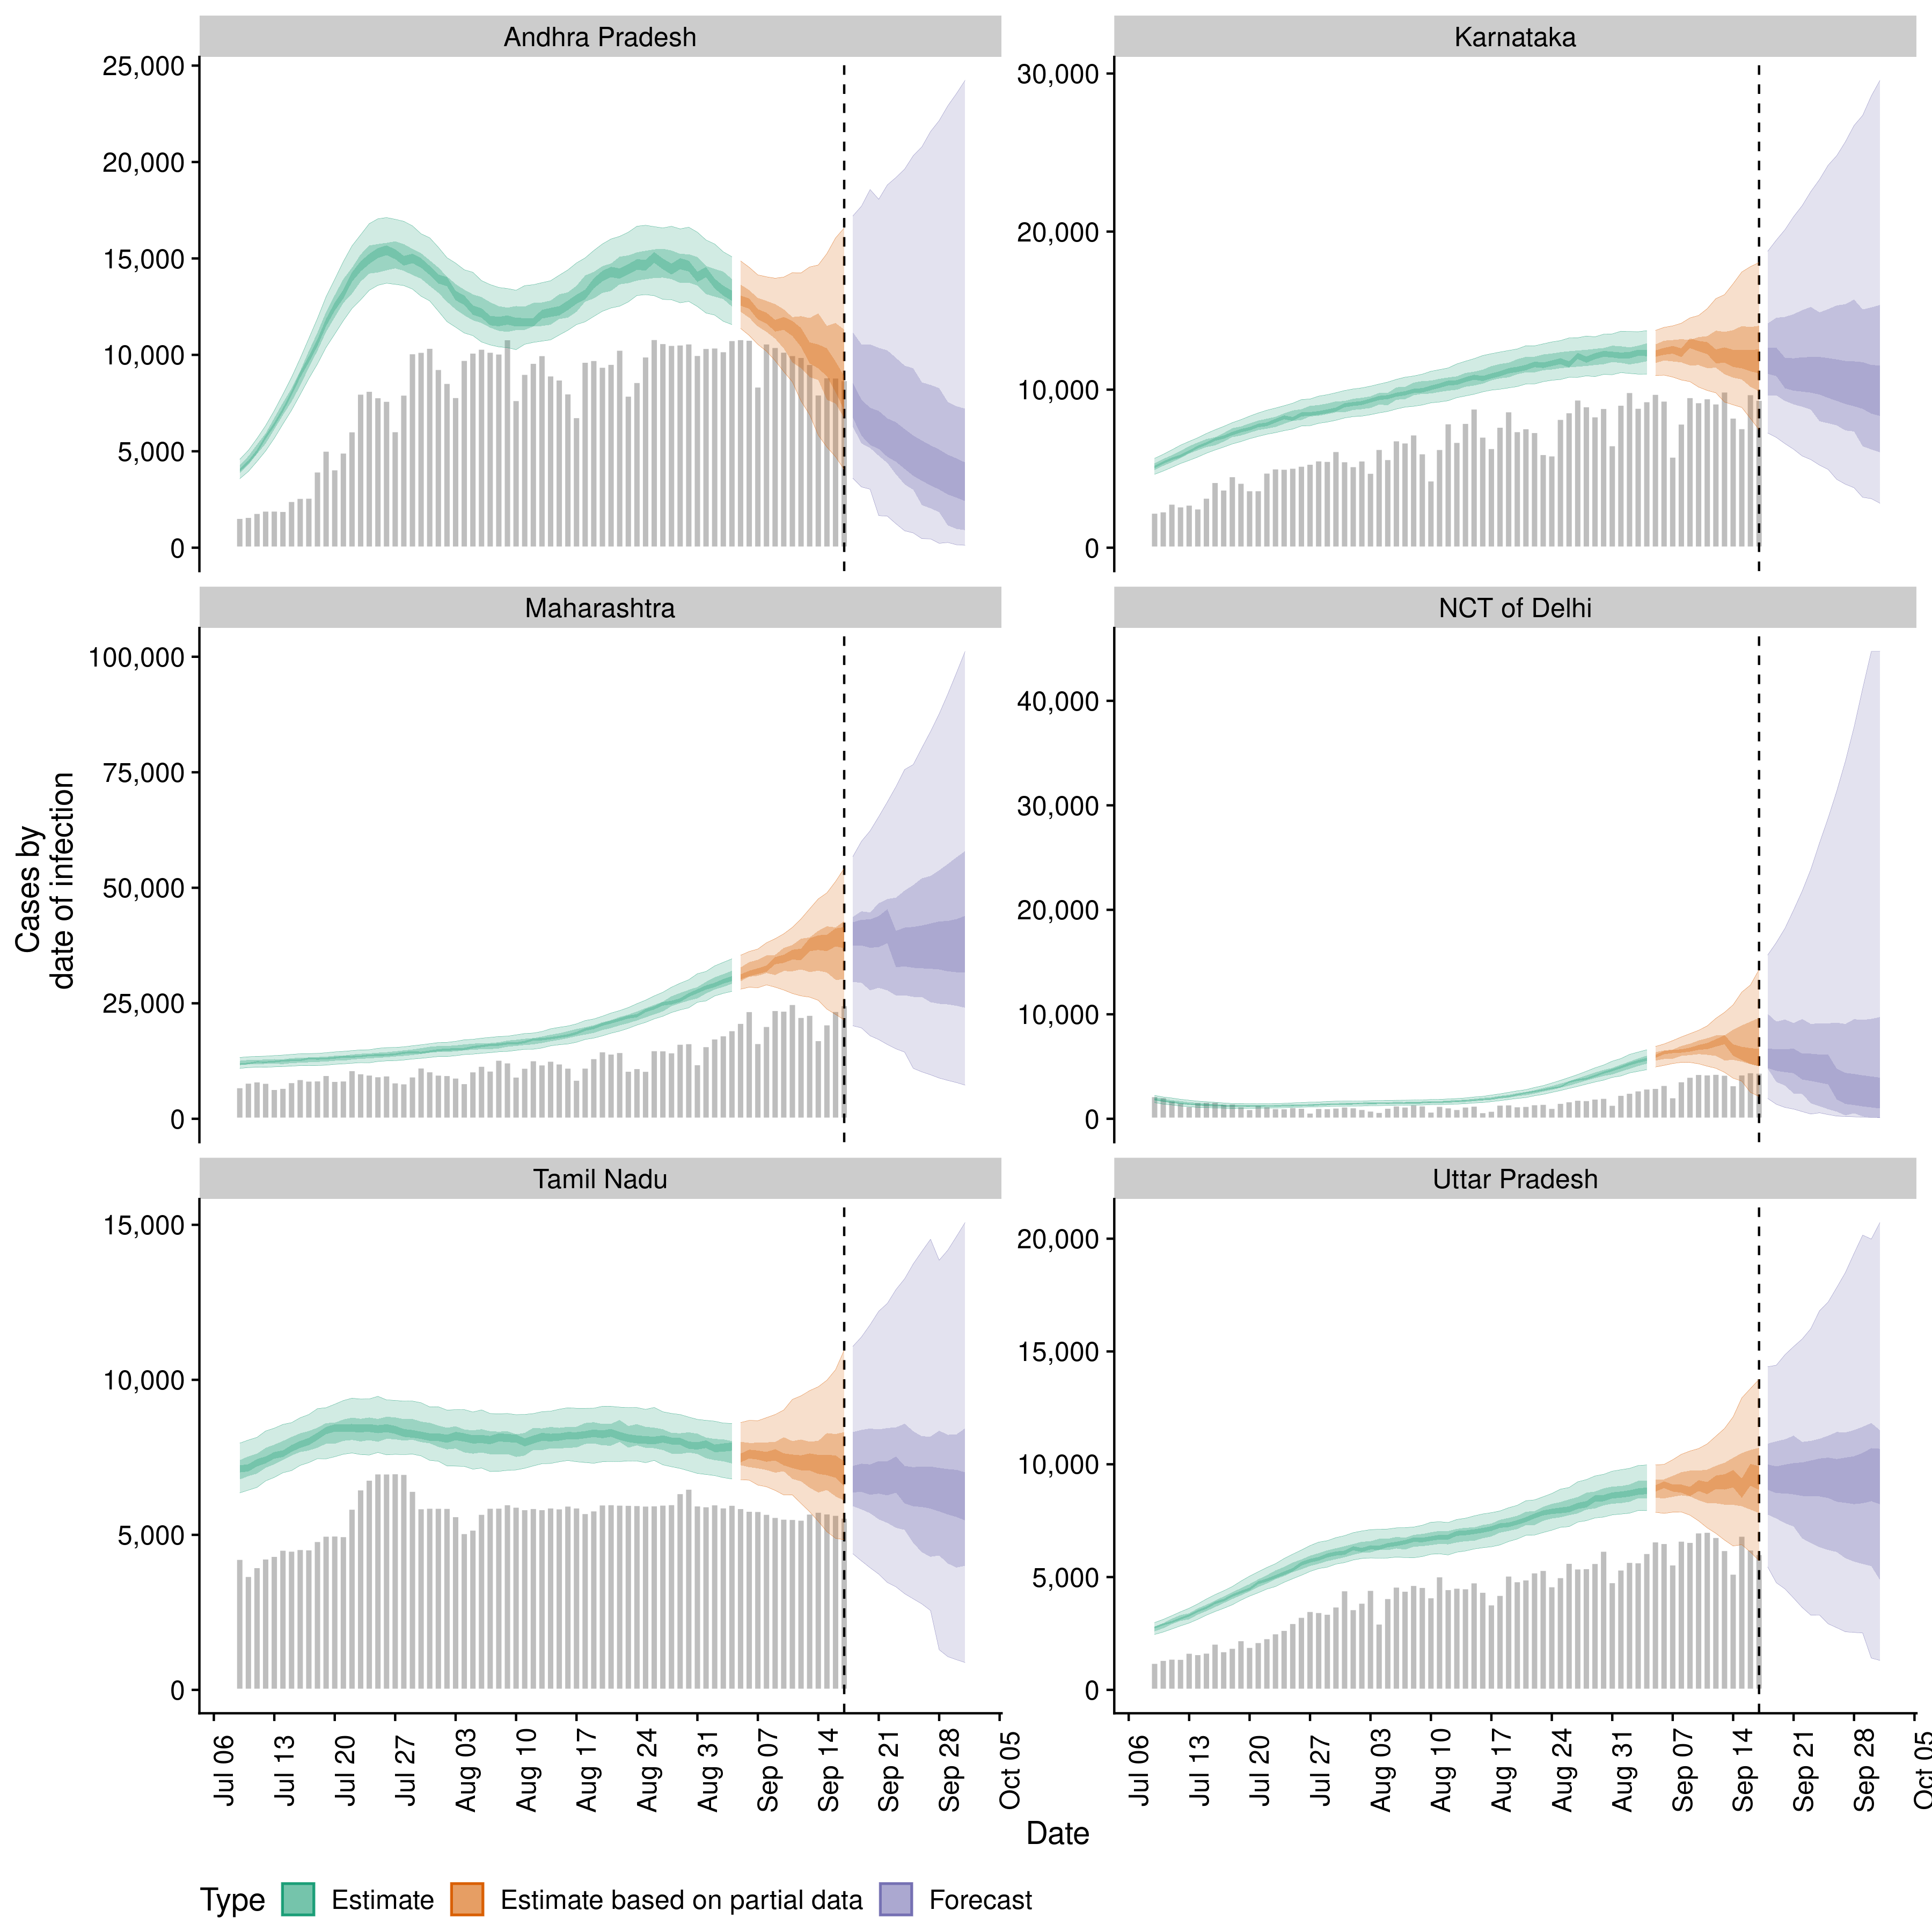 Andhra Pradesh
Karnataka
25,000
20,000
15,000
10,000
5,000
0
30,000
20,000
10,000
0
Maharashtra
NCT of Delhi
100,000
75,000
50,000
25,000
0
40,000
30,000
20,000
10,000
0
Cases by
date of infection
Tamil Nadu
Uttar Pradesh
15,000
10,000
5,000
0
20,000
15,000
10,000
5,000
0
Jul 06
Jul 13
Jul 20
Jul 27
Aug 03
Aug 10
Aug 17
Aug 24
Aug 31
Sep 07
Sep 14
Sep 21
Sep 28
Oct 05
Jul 06
Jul 13
Jul 20
Jul 27
Aug 03
Aug 10
Aug 17
Aug 24
Aug 31
Sep 07
Sep 14
Sep 21
Sep 28
Oct 05
Date
Type Estimate Estimate based on partial data Forecast